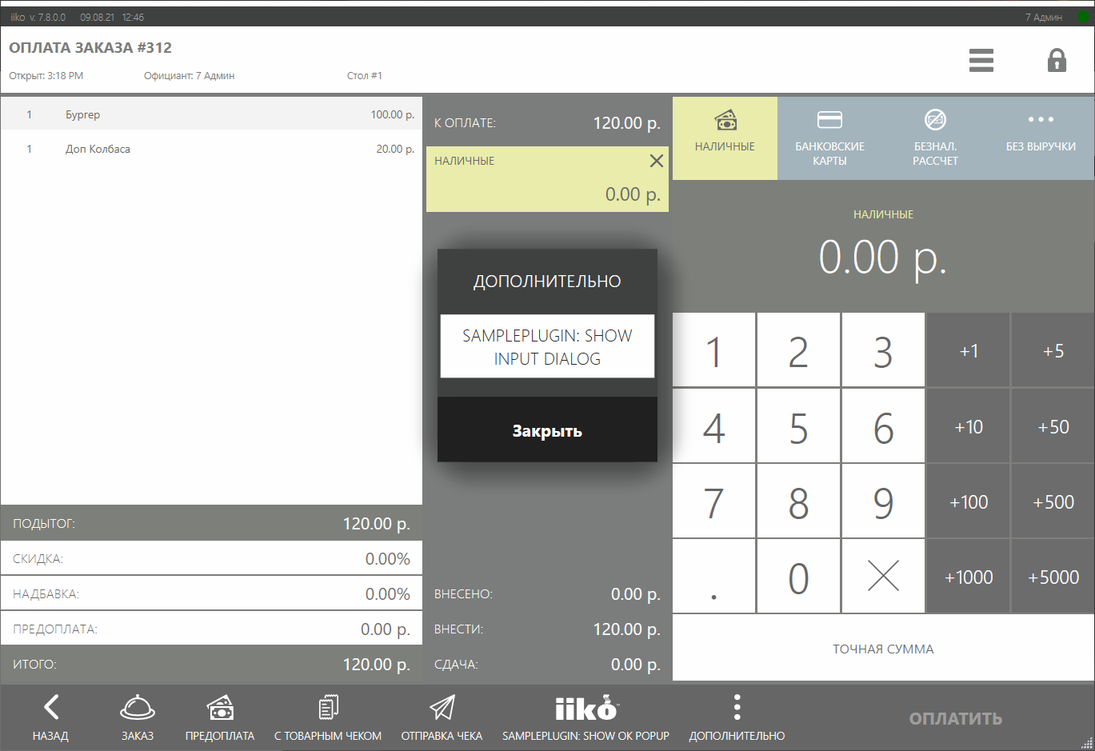 iiko v. 7.8.0.0 09.08.21 12:46 7 Админ
ОПЛАТА ЗАКАЗА #312
Открыт: 3:18 PM Официант: 7 Админ Стол #1
1 Бургер 100.00 р.
1 Доп Колбаса 20.00 р.
ПОДЫТОГ: 120.00 р.
СКИДКА: 0.00%
НАДБАВКА: 0.00%
ПРЕДОПЛАТА: 0.00 р.
ИТОГО: 120.00 р.
К ОПЛАТЕ: 120.00 р.
НАЛИЧНЫЕ
0.00 р.
ДОПОЛНИТЕЛЬНО
SAMPLEPLUGIN: SHOW
INPUT DIALOG
Закрыть
ВНЕСЕНО: 0.00 р.
ВНЕСТИ: 120.00 р.
СДАЧА: 0.00 р.
НАЛИЧНЫЕ
БАНКОВСКИЕ
КАРТЫ
БЕЗНАЛ.
РАССЧЕТ
БЕЗ ВЫРУЧКИ
НАЛИЧНЫЕ
0.00 р.
1 2 3 +1 +5
4 5 6 +10 +50
7 8 9 +100 +500
. 0 +1000 +5000
ТОЧНАЯ СУММА
НАЗАД
ЗАКАЗ
ПРЕДОПЛАТА
С ТОВАРНЫМ ЧЕКОМ
ОТПРАВКА ЧЕКА
iiko
SAMPLEPLUGIN: SHOW OK POPUP
ДОПОЛНИТЕЛЬНО
ОПЛАТИТЬ